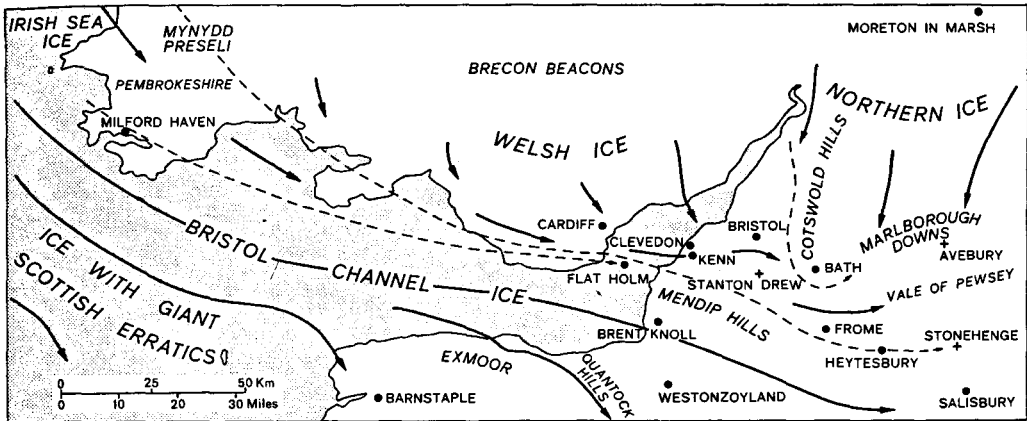 IRISH SEA
ICE
MYNYDD
PRESELI
MORETON IN MARSH
PEMBROKESHIRE
BRECON BEACONS
NORTHERN ICE
MILFORD HAVEN
WELSH ICE
COTSWOLD HILLS
CARDIFF
BRISTOL
MARLBOROUGH
DOWNS
CLEVEDON
KENN
AVEBURY
BATH
FLAT HOLM
STANTON DREW
VALE OF PEWSEY
BRISTOL CHANNEL ICE
MENDIP HILLS
ICE WITH GIANT
SCOTTISH ERRATICS
BRENT KNOLL
FROME
STONEHENGE
HEYTESBURY
EXMOOR
QUANTOCK
HILLS
0 25 50 Km
0 10 20 30 Miles
BARNSTAPLE
WESTONZOYLAND
SALISBURY